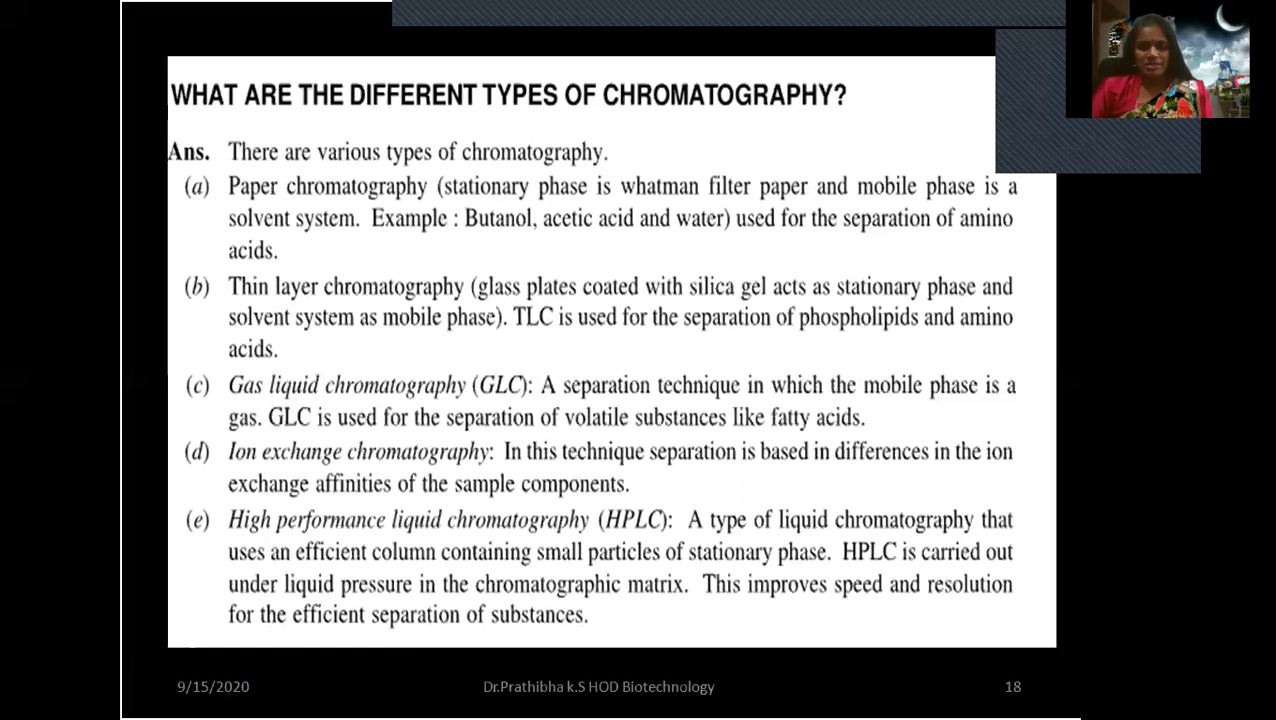 WHAT ARE THE DIFFERENT TYPES OF CHROMATOGRAPHY?
Ans. There are various types of chromatography.
(a) Paper chromatography (stationary phase is whatman filter paper and mobile phase is a
solvent system. Example : Butanol, acetic acid and water) used for the separation of amino
acids.
(b) Thin layer chromatography (glass plates coated with silica gel acts as stationary phase and
solvent system as mobile phase). TLC is used for the separation of phospholipids and amino
acids.
(c) Gas liquid chromatography (GLC): A separation technique in which the mobile phase is a
gas. GLC is used for the separation of volatile substances like fatty acids.
(d) Ion exchange chromatography: In this technique separation is based in differences in the ion
exchange affinities of the sample components.
(e) High performance liquid chromatography (HPLC): A type of liquid chromatography that
uses an efficient column containing small particles of stationary phase. HPLC is carried out
under liquid pressure in the chromatographic matrix. This improves speed and resolution
for the efficient separation of substances.
9/15/2020 Dr.Prathibha k.S HOD Biotechnology 18